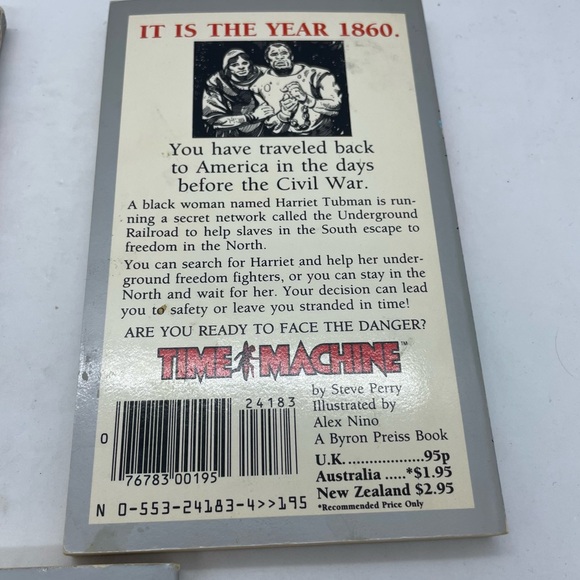 IT IS THE YEAR 1860.
You have traveled back
to America in the days
before the Civil War.
A black woman named Harriet Tubman is run-
ning a secret network called the Underground
Railroad to help slaves in the South escape to
freedom in the North.
You can search for Harriet and help her under-
ground freedom fighters, or you can stay in the
North and wait for her. Your decision can lead
you to safety or leave you stranded in time!
ARE YOU READY TO FACE THE DANGER?
TIME MACHINE™
by Steve Perry
Illustrated by
Alex Nino
A Byron Preiss Book
24183
0
76783 00195
U.K. ..................95p
Australia .....*$1.95
New Zealand $2.95
*Recommended Price Only
N 0-553-24183-4>>195